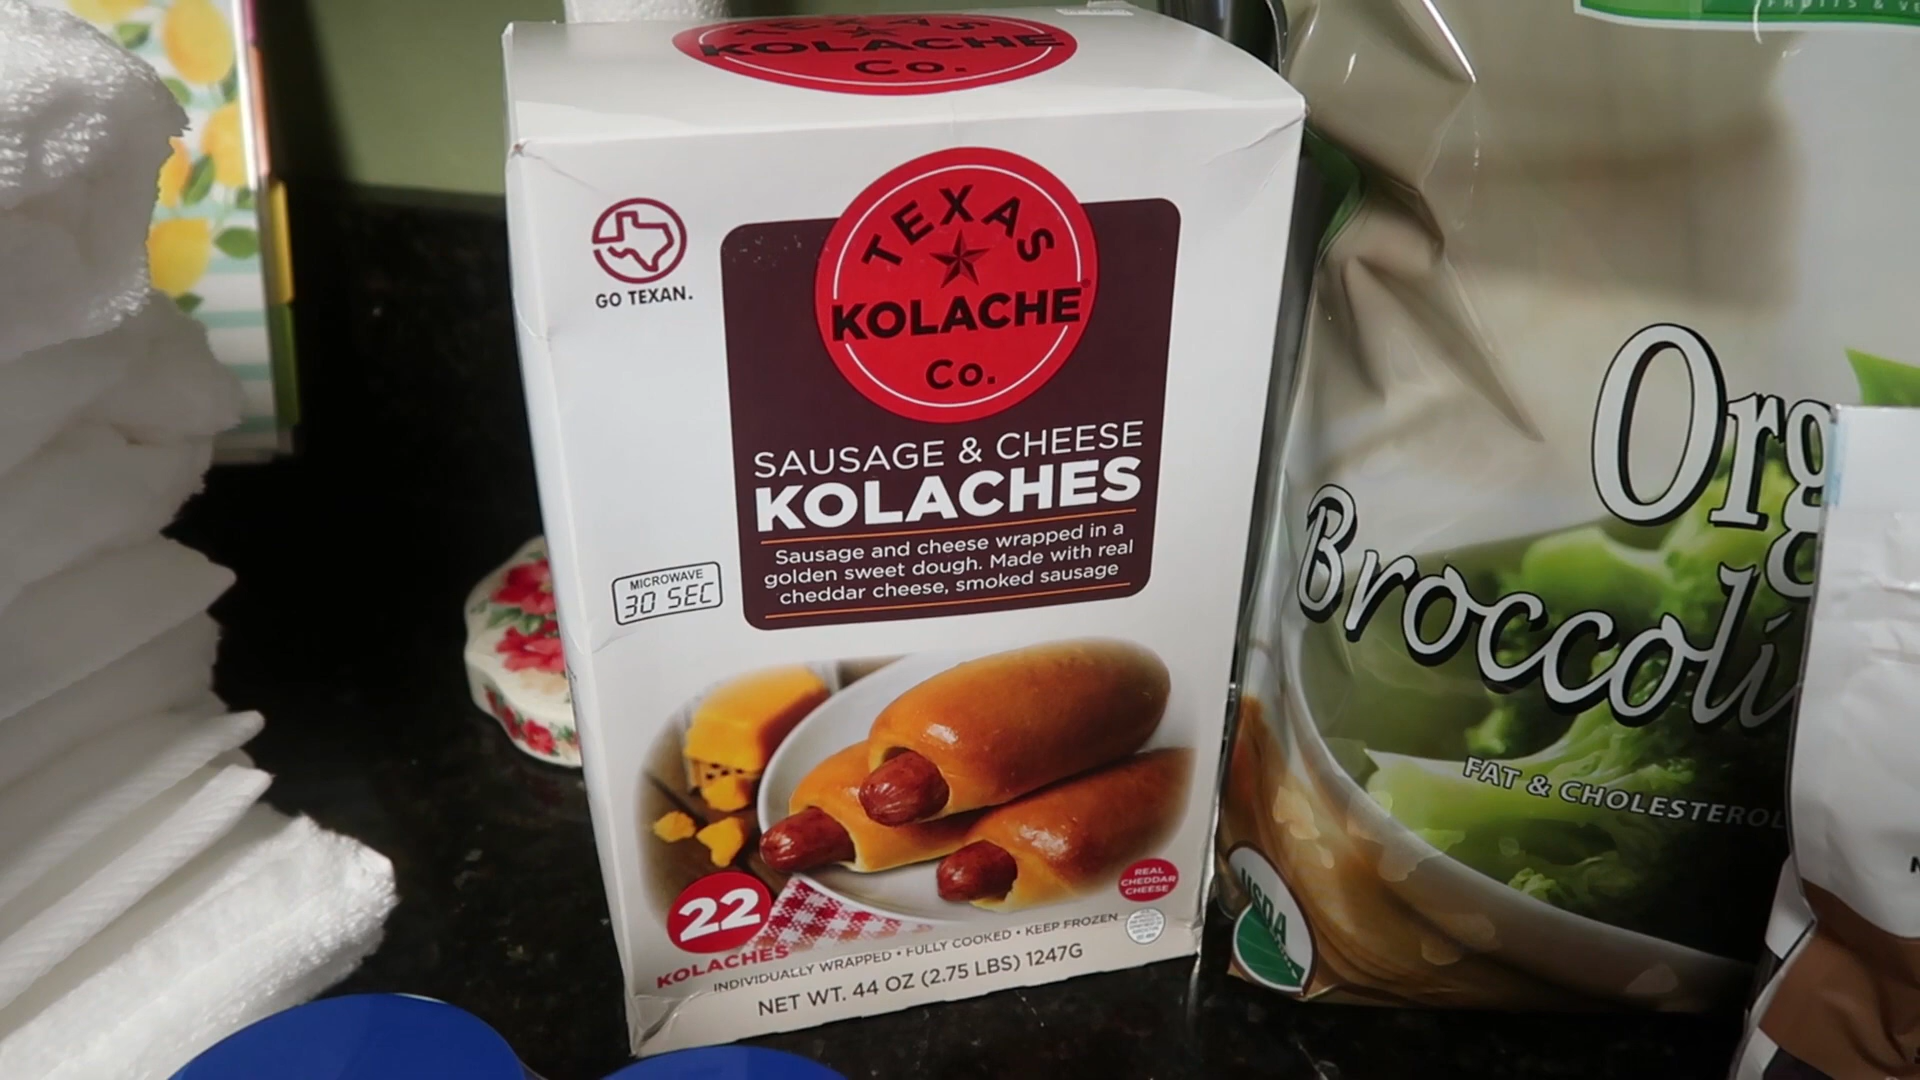 TEXAS
KOLACHE
Co.
TEXAS
KOLACHE®
Co.
GO TEXAN.
SAUSAGE & CHEESE
KOLACHES
Sausage and cheese wrapped in a
golden sweet dough. Made with real
cheddar cheese, smoked sausage
MICROWAVE
30 SEC
REAL
CHEDDAR
CHEESE
22
KOLACHES
INDIVIDUALLY WRAPPED • FULLY COOKED • KEEP FROZEN
NET WT. 44 OZ (2.75 LBS) 1247G
FRUITS & VE
Org
Broccoli
FAT & CHOLESTEROL
USDA